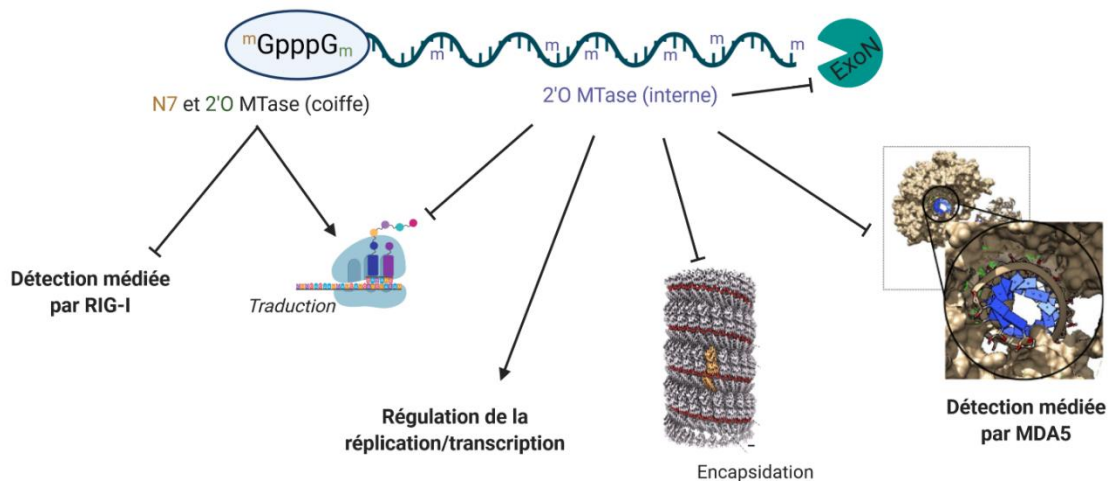 mGpppGm
m
m
m
m
m
m
ExoN
N7 et 2'O MTase (coiffe)
2'O MTase (interne)
Détection médiée
par RIG-I
Traduction
Régulation de la
réplication/transcription
Encapsidation
Détection médiée
par MDA5